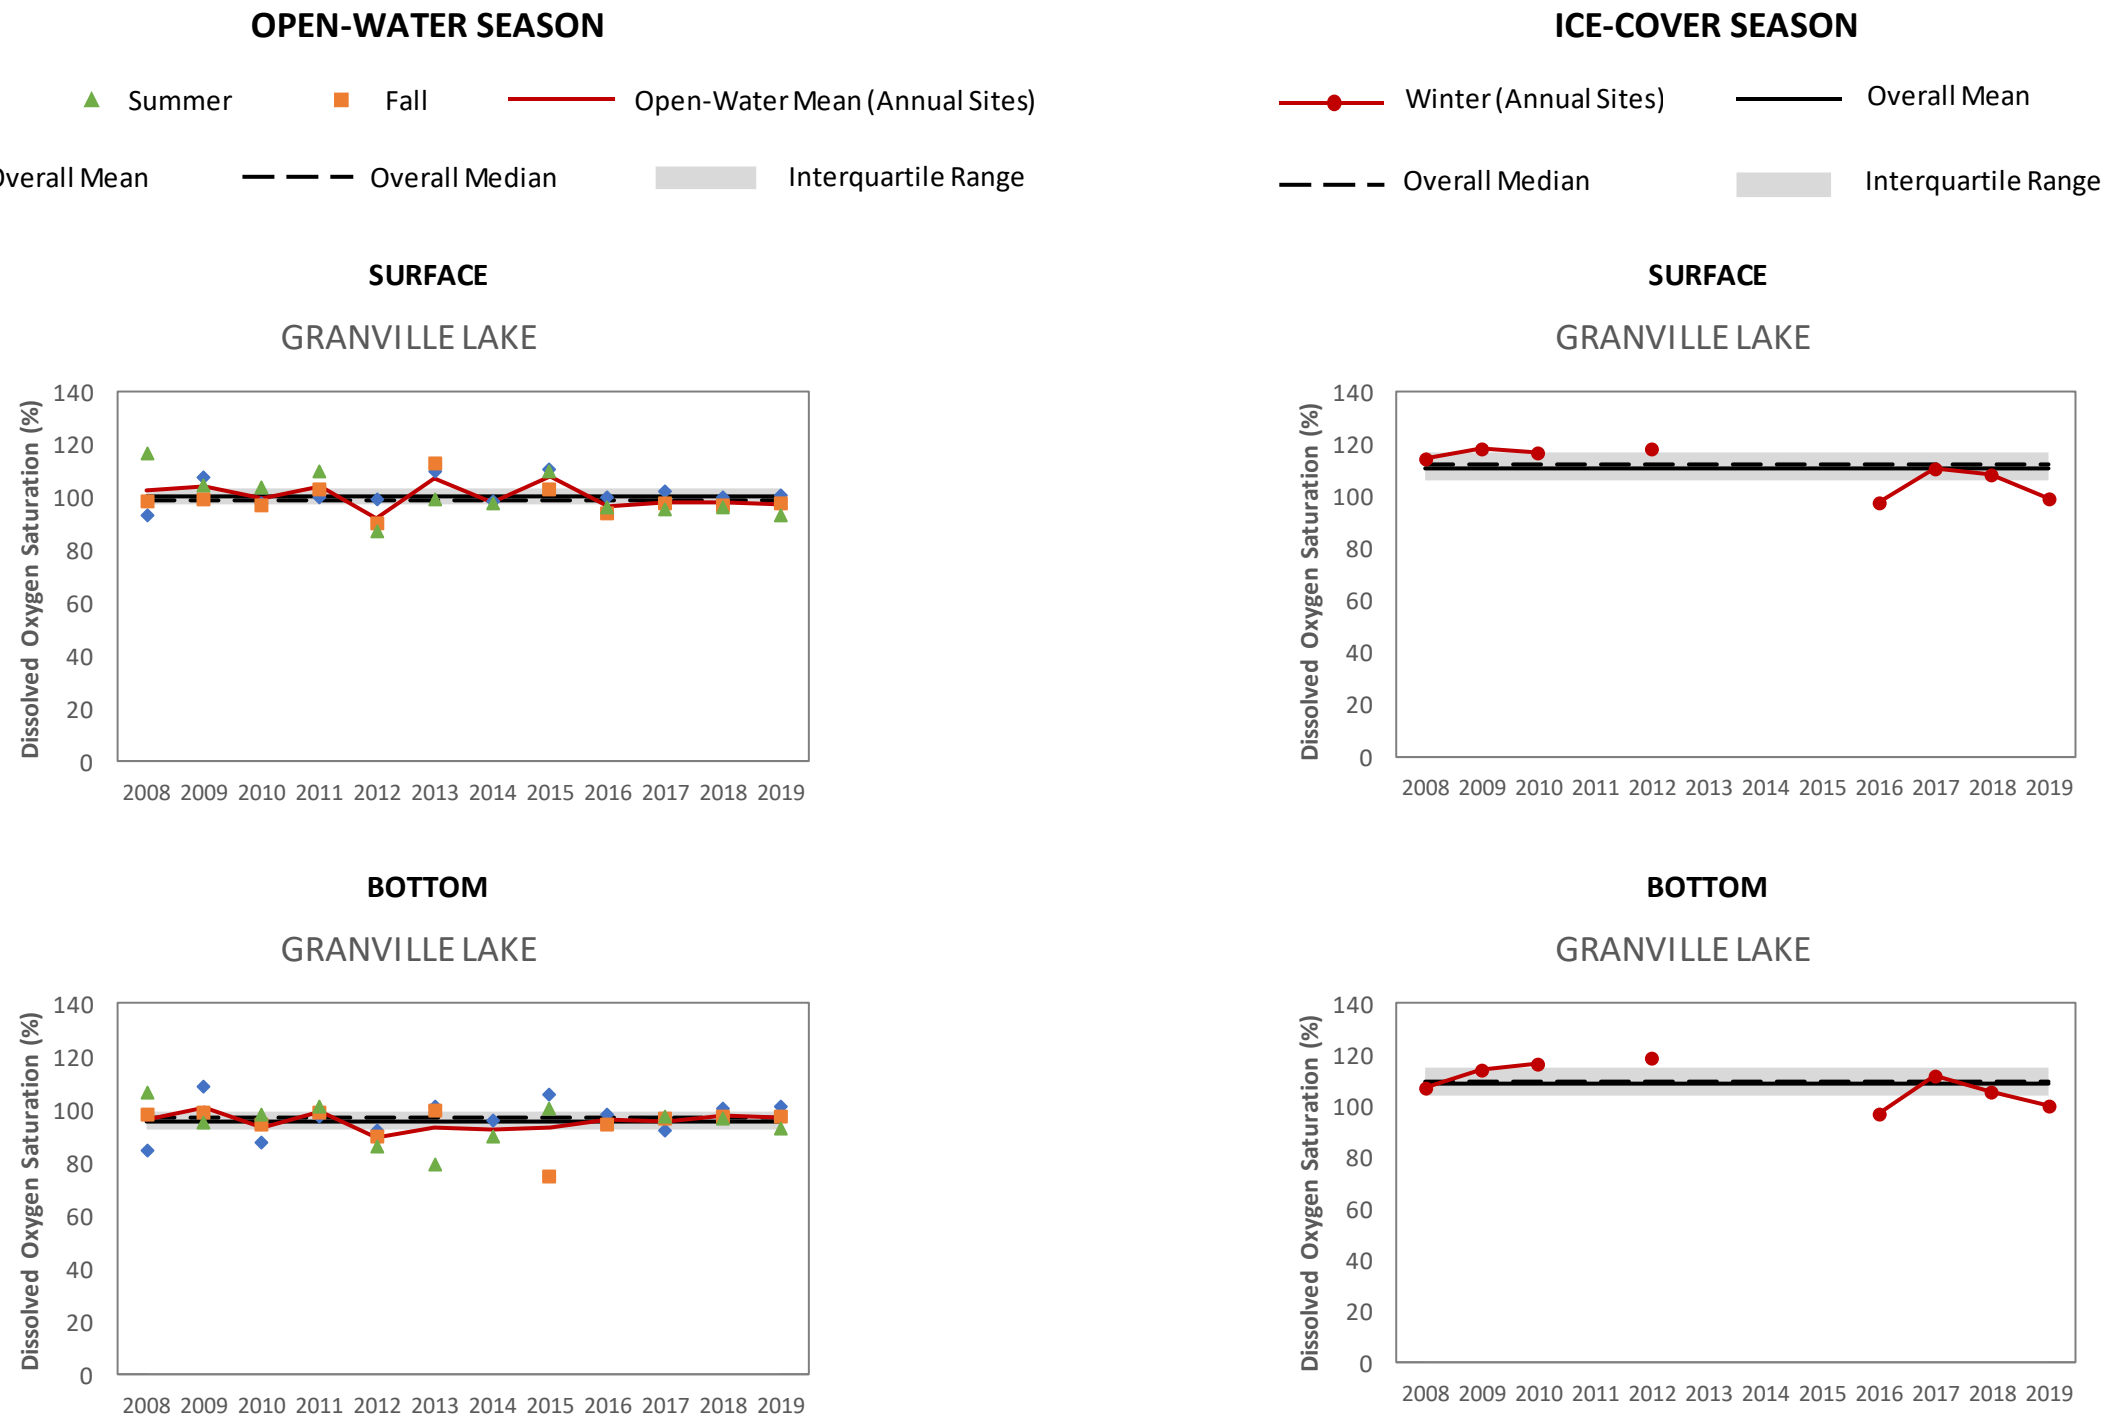 OPEN-WATER SEASON
Summer Fall Open-Water Mean (Annual Sites)
Overall Mean Overall Median Interquartile Range
SURFACE
GRANVILLE LAKE
Dissolved Oxygen Saturation (%)
140
120
100
80
60
40
20
0
2008 2009 2010 2011 2012 2013 2014 2015 2016 2017 2018 2019
BOTTOM
GRANVILLE LAKE
Dissolved Oxygen Saturation (%)
140
120
100
80
60
40
20
0
2008 2009 2010 2011 2012 2013 2014 2015 2016 2017 2018 2019
ICE-COVER SEASON
Winter (Annual Sites) Overall Mean
Overall Median Interquartile Range
SURFACE
GRANVILLE LAKE
Dissolved Oxygen Saturation (%)
140
120
100
80
60
40
20
0
2008 2009 2010 2011 2012 2013 2014 2015 2016 2017 2018 2019
BOTTOM
GRANVILLE LAKE
Dissolved Oxygen Saturation (%)
140
120
100
80
60
40
20
0
2008 2009 2010 2011 2012 2013 2014 2015 2016 2017 2018 2019